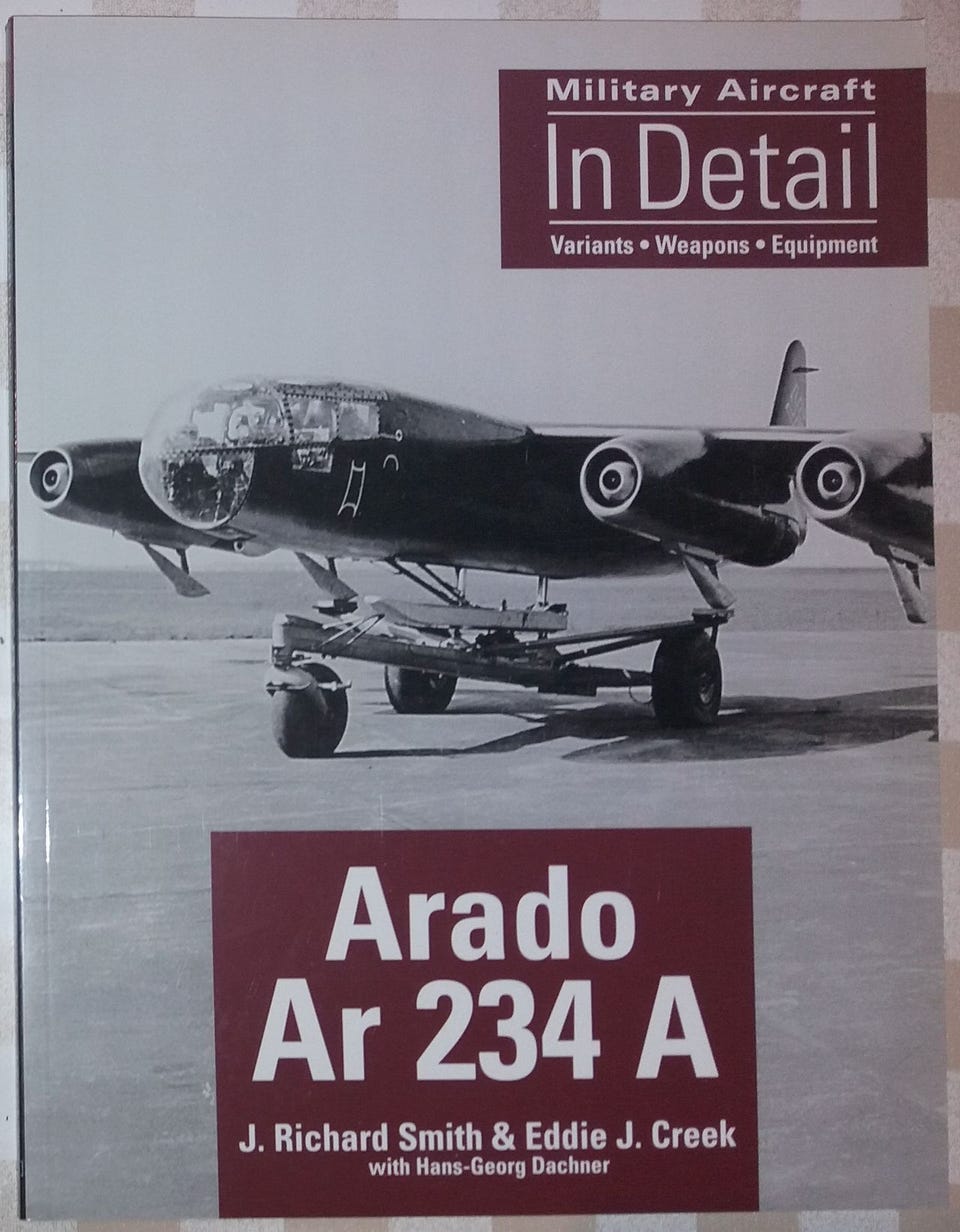 Military Aircraft
In Detail
Variants • Weapons • Equipment
Arado
Ar 234 A
J. Richard Smith & Eddie J. Creek
with Hans-Georg Dachner